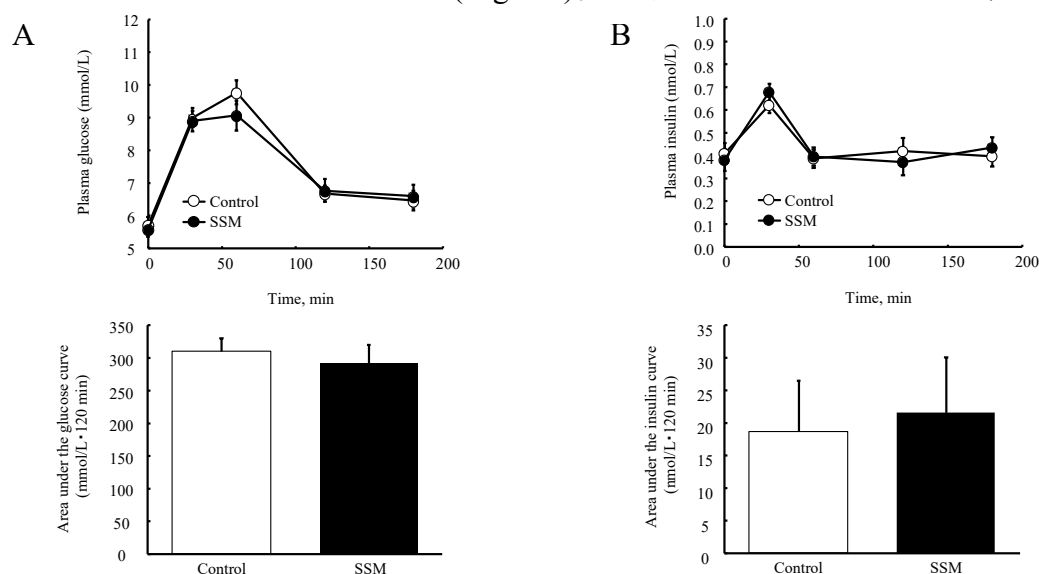 A
Plasma glucose (mmol/L)
12
11
10
9
8
7
6
5
Control
SSM
0
50
100
150
200
Time, min
B
Plasma insulin (nmol/L)
1.0
0.9
0.8
0.7
0.6
0.5
0.4
0.3
0.2
0.1
0.0
Control
SSM
0
50
100
150
200
Time, min
Area under the glucose curve
(mmol/L・120 min)
350
300
250
200
150
100
50
0
Control
SSM
Area under the insulin curve
(nmol/L・120 min)
35
30
25
20
15
10
5
0
Control
SSM